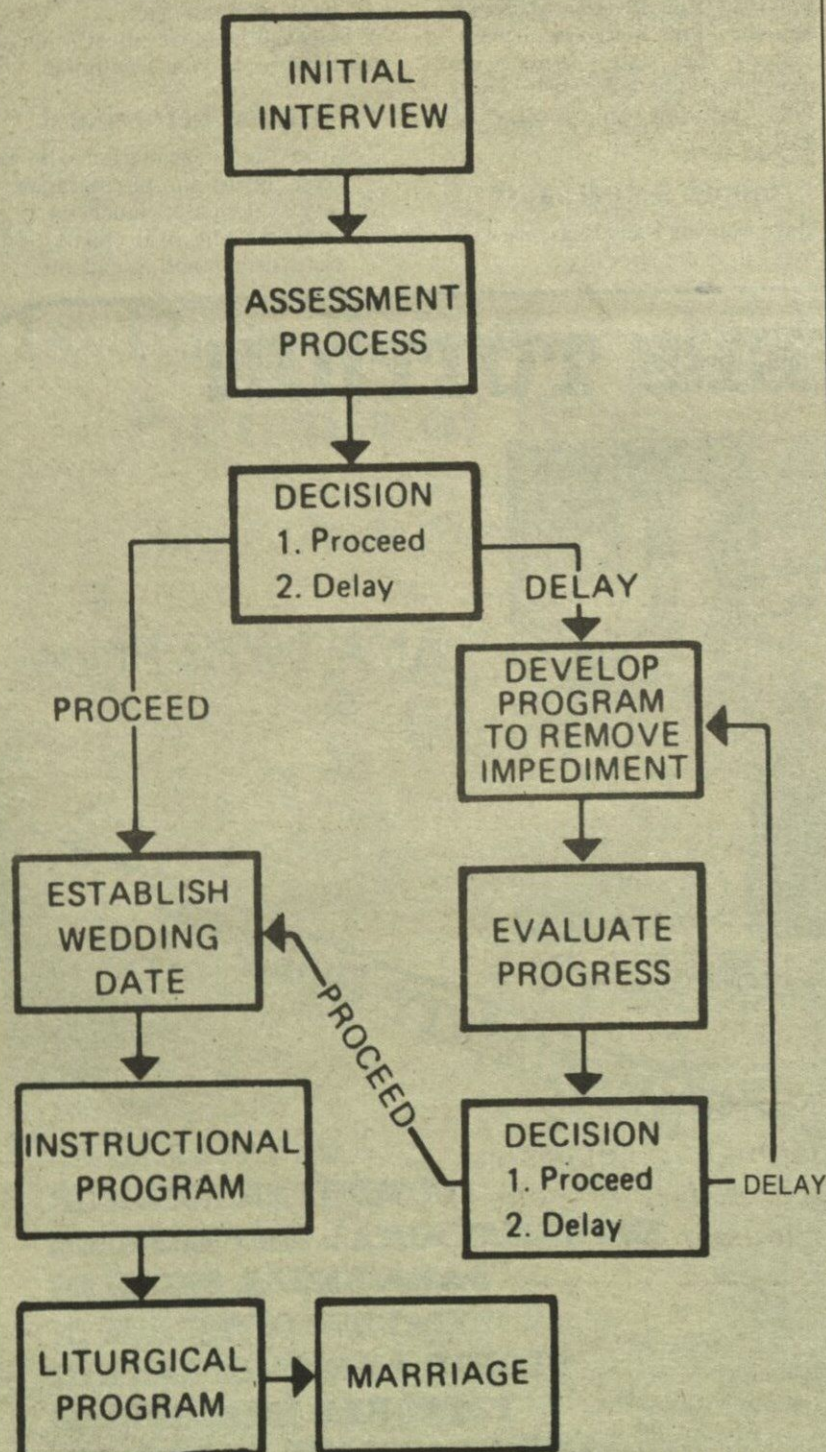 INITIAL
INTERVIEW
ASSESSMENT
PROCESS
DECISION
1. Proceed
2. Delay
DELAY
PROCEED
DEVELOP
PROGRAM
TO REMOVE
IMPEDIMENT
ESTABLISH
WEDDING
DATE
EVALUATE
PROGRESS
PROCEED
INSTRUCTIONAL
PROGRAM
DECISION
1. Proceed
2. Delay
DELAY
LITURGICAL
PROGRAM
MARRIAGE